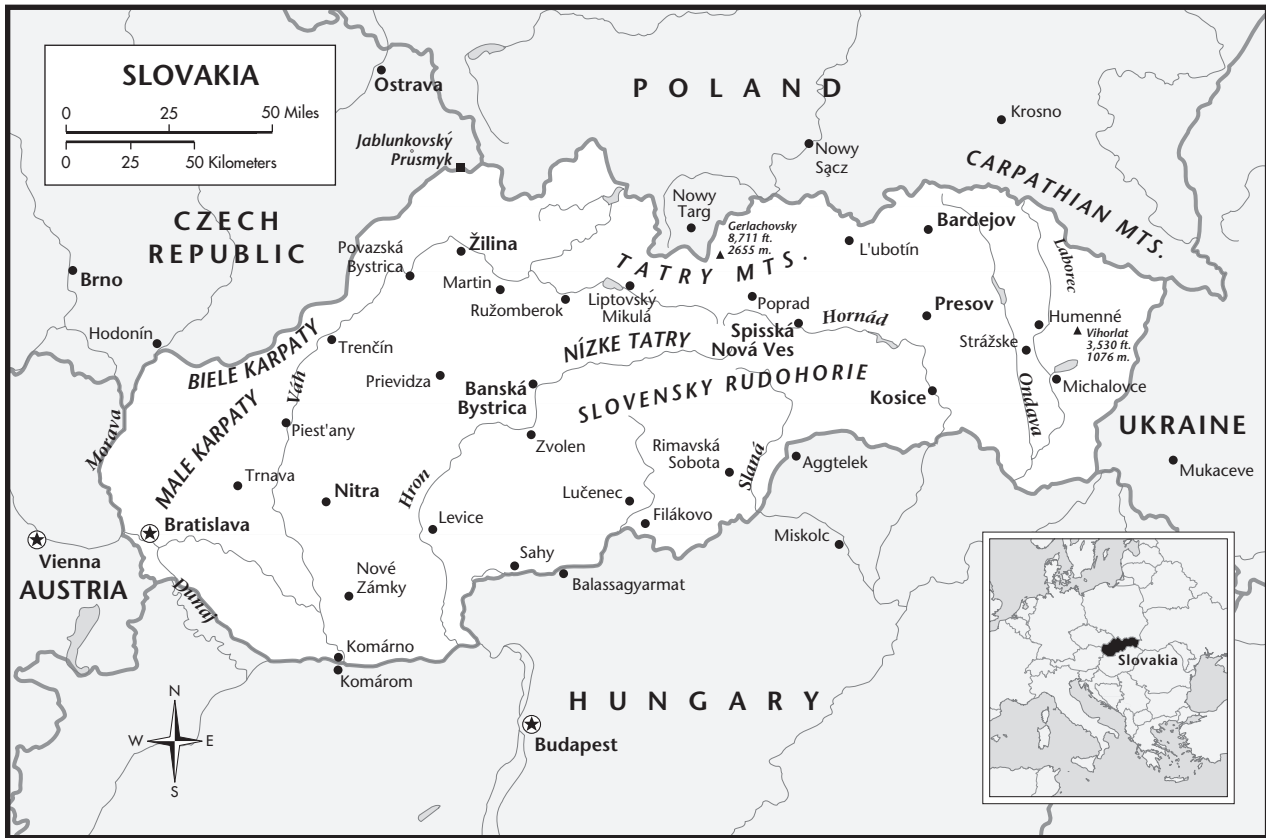 SLOVAKIA
0 25 50 Miles
0 25 50 Kilometers
Ostrava
POLAND
Krosno
Jablunkovský
Průsmyk
Nowy
Sącz
CARPATHIAN MTS.
CZECH
REPUBLIC
Nowy
Targ
Gerlachovsky
8,711 ft.
2655 m.
Bardejov
L'ubotín
Laborec
Žilina
Povazská
Bystrica
TATRY MTS.
Brno
Martin
Ružomberok
Liptovský
Mikulá
Poprad
Presov
Hornád
Humenné
Vihorlat
3,530 ft.
1076 m.
Spisská
Nová Ves
Strážske
Hodonín
BIELE KARPATY
Trenčín
NÍZKE TATRY
Prievidza
Banská
Bystrica
SLOVENSKY RUDOHORIE
Kosice
Michalovce
Váh
Ondava
Morava
MALE KARPATY
Piest'any
Zvolen
UKRAINE
Rimavská
Sobota
Slaná
Aggtelek
Mukaceve
Trnava
Nitra
Hron
Lučenec
Filákovo
Bratislava
Levice
Miskolc
Vienna
AUSTRIA
Sahy
Balassagyarmat
Dunaj
Nové
Zámky
Komárno
Komárom
Slovakia
HUNGARY
Budapest
N
W E
S